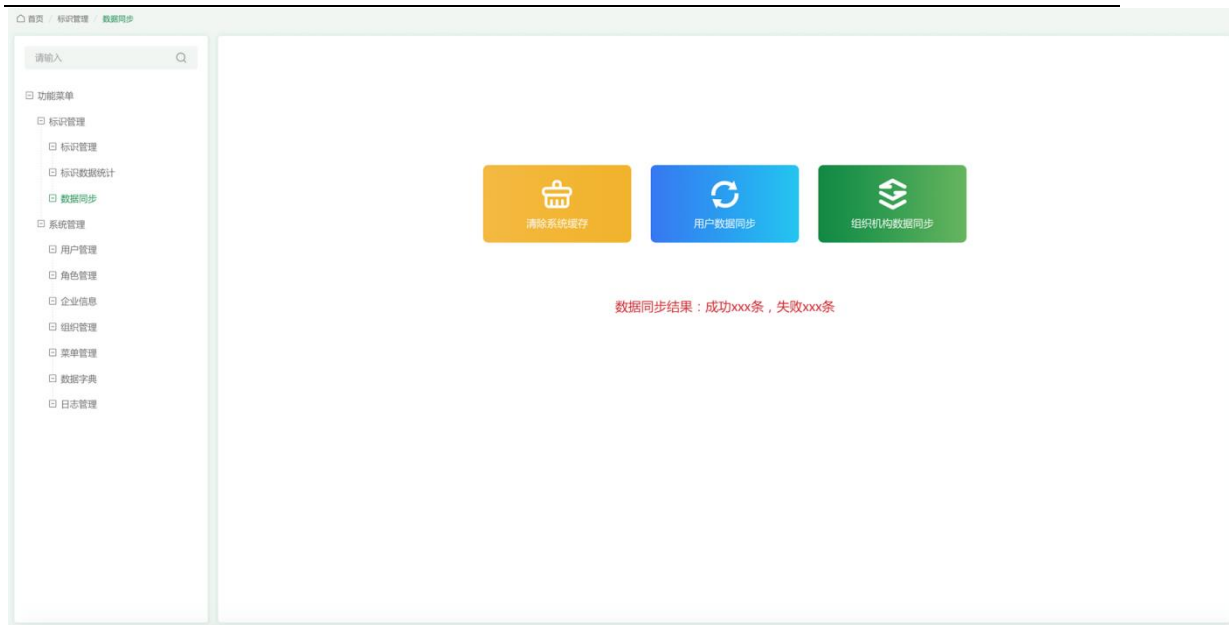 首页 / 标识管理 / 数据同步
请输入
功能菜单
标识管理
标识管理
标识数据统计
数据同步
系统管理
用户管理
角色管理
企业信息
组织管理
菜单管理
数据字典
日志管理
清除系统缓存
用户数据同步
组织机构数据同步
数据同步结果：成功xxx条，失败xxx条